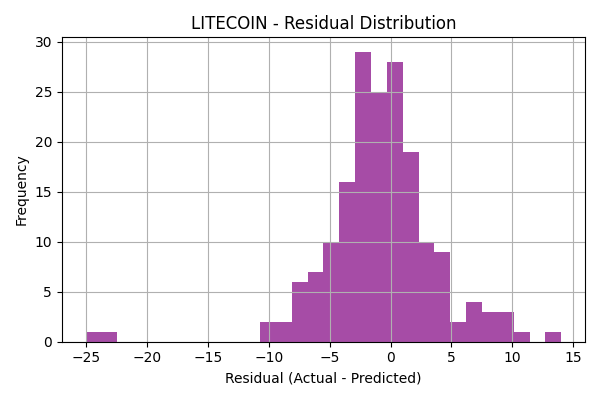 LITECOIN - Residual Distribution
30
25
20
15
10
5
0
Frequency
−25 −20 −15 −10 −5 0 5 10 15
Residual (Actual - Predicted)